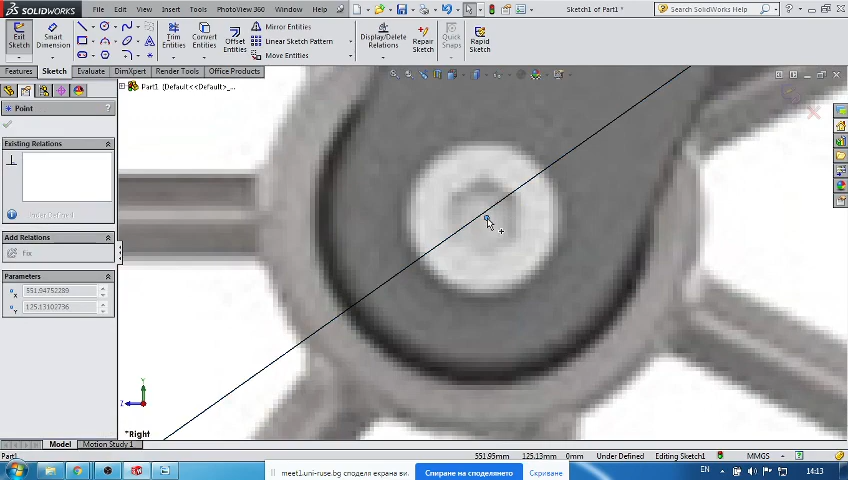 SOLIDWORKS File Edit View Insert Tools PhotoView 360 Window Help Sketch1 of Part1 * Search SolidWorks Help
Exit Sketch Smart Dimension Trim Entities Convert Entities Offset Entities Mirror Entities Display/Delete Relations Repair Sketch Quick Snaps Rapid Sketch
Linear Sketch Pattern
Move Entities
Features Sketch Evaluate DimXpert Render Tools Office Products
Part1 (Default<<Default>_...
Point ?
Existing Relations
Under Defined
Add Relations
Fix
Parameters
X 551.94752289
Y 125.13102736
Y
Z
*Right
Model Motion Study 1
Part1 551.95mm 125.13mm 0mm Under Defined Editing Sketch1 MMGS ?
meet1.uni-ruse.bg споделя екрана ви. Спиране на споделянето Скриване EN 14:13